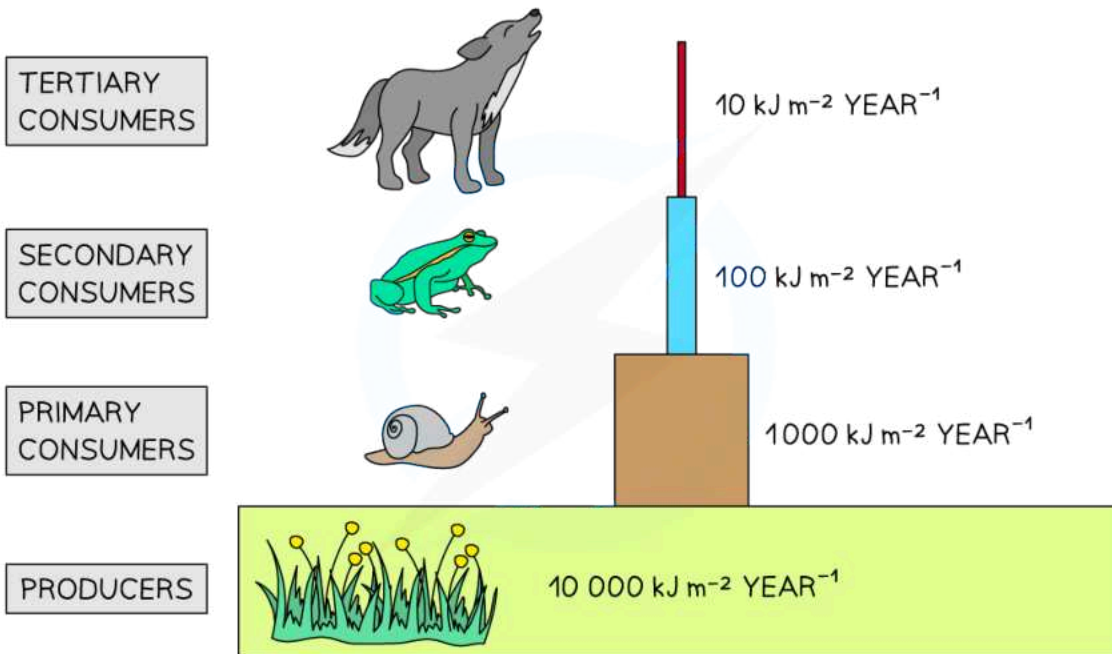 TERTIARY
CONSUMERS
10 kJ m⁻² YEAR⁻¹
SECONDARY
CONSUMERS
100 kJ m⁻² YEAR⁻¹
PRIMARY
CONSUMERS
1000 kJ m⁻² YEAR⁻¹
PRODUCERS
10 000 kJ m⁻² YEAR⁻¹